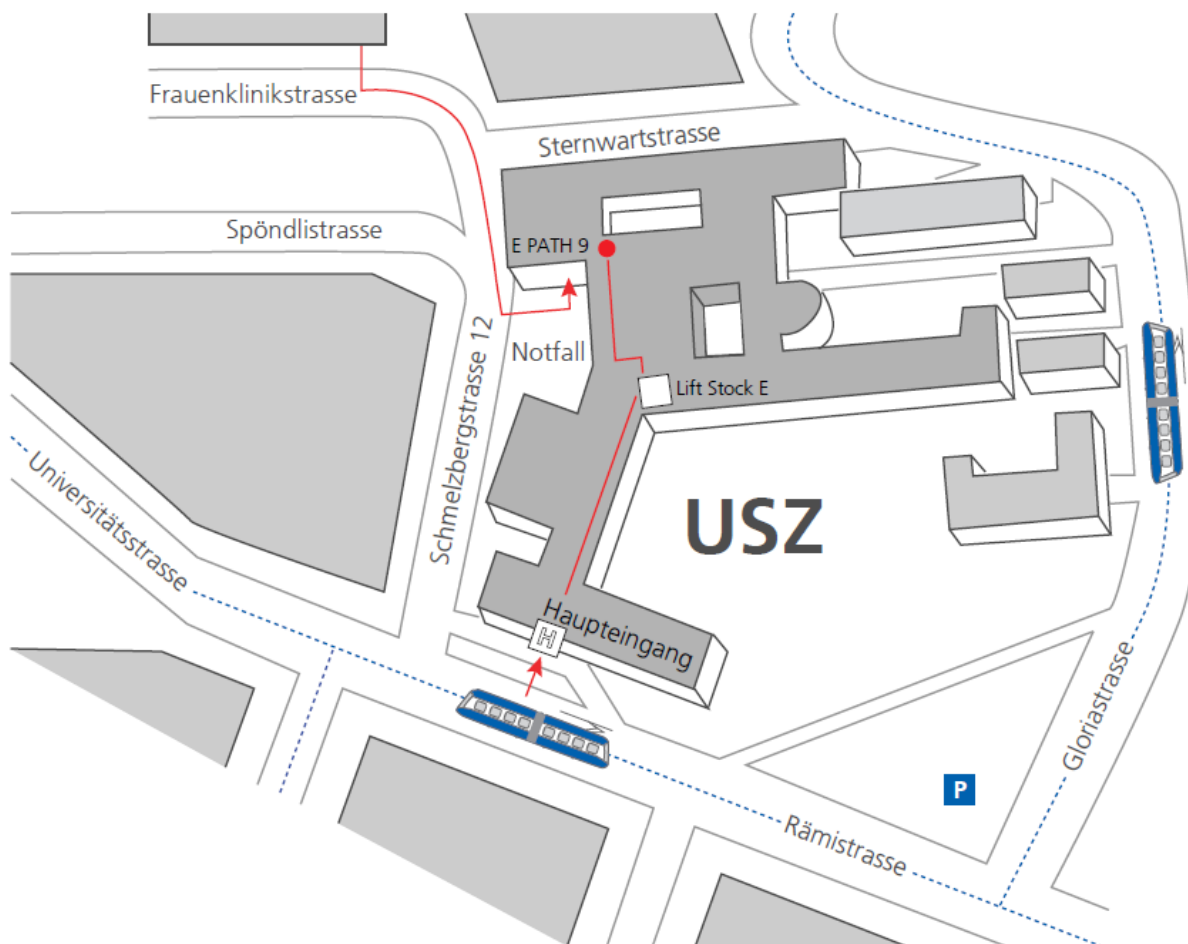 Frauenklinikstrasse
Sternwartstrasse
Spöndlistrasse
E PATH 9
Notfall
Schmelzbergstrasse 12
Lift Stock E
Universitätsstrasse
USZ
Haupteingang
H
Gloriastrasse
P
Rämistrasse